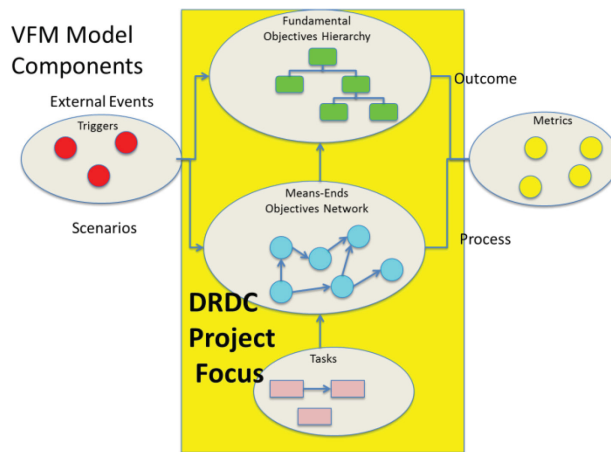 VFM Model
Components
Fundamental
Objectives Hierarchy
Outcome
External Events
Triggers
Metrics
Scenarios
Means-Ends
Objectives Network
Process
DRDC
Project
Focus
Tasks